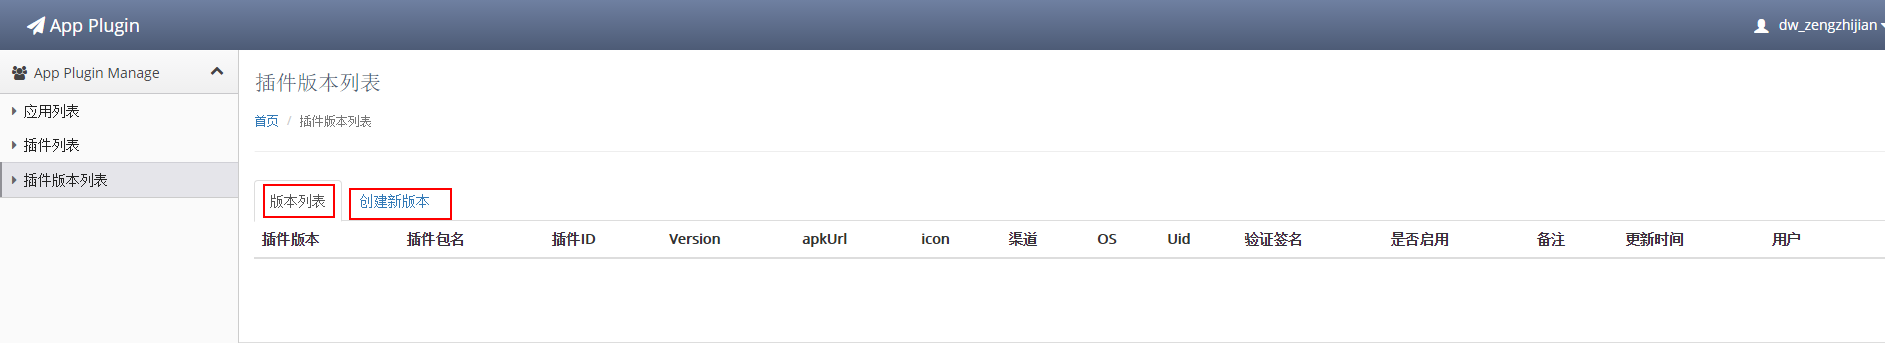 App Plugin
dw_zengzhijian
App Plugin Manage
应用列表
插件列表
插件版本列表
插件版本列表
首页 / 插件版本列表
版本列表 创建新版本
插件版本 插件包名 插件ID Version apkUrl icon 渠道 OS Uid 验证签名 是否启用 备注 更新时间 用户